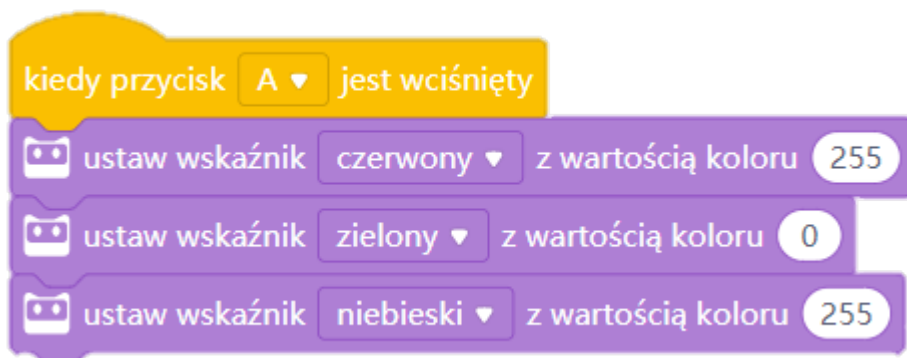 kiedy przycisk A jest wciśnięty
ustaw wskaźnik czerwony z wartością koloru 255
ustaw wskaźnik zielony z wartością koloru 0
ustaw wskaźnik niebieski z wartością koloru 255